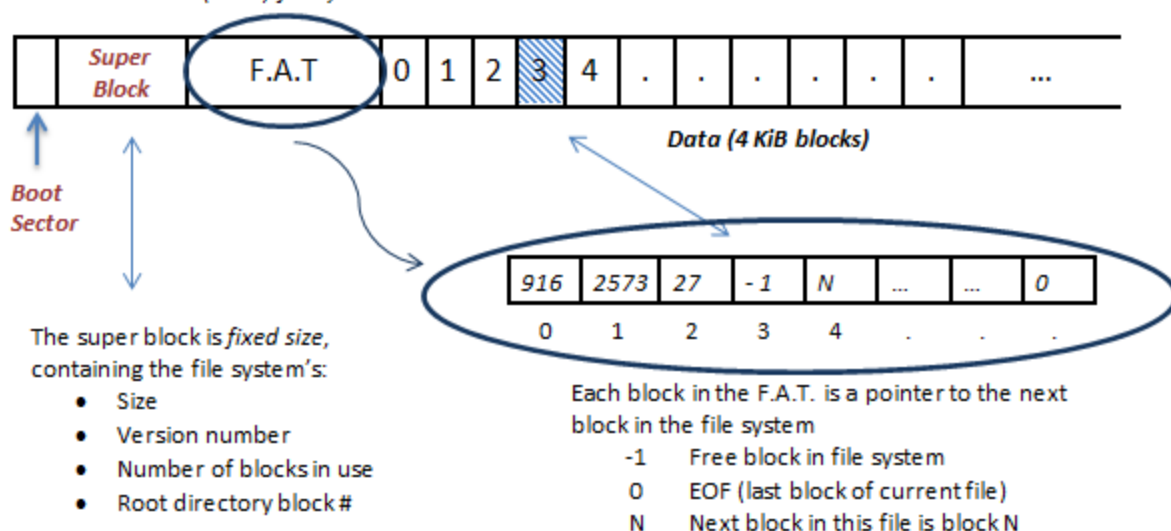 Super
Block
F.A.T
0 1 2 3 4 . . . . . . ...
Data (4 KiB blocks)
Boot
Sector
916 2573 27 -1 N ... ... 0
0 1 2 3 4 . . .
The super block is fixed size,
containing the file system's:
• Size
• Version number
• Number of blocks in use
• Root directory block #
Each block in the F.A.T. is a pointer to the next
block in the file system
-1 Free block in file system
0 EOF (last block of current file)
N Next block in this file is block N